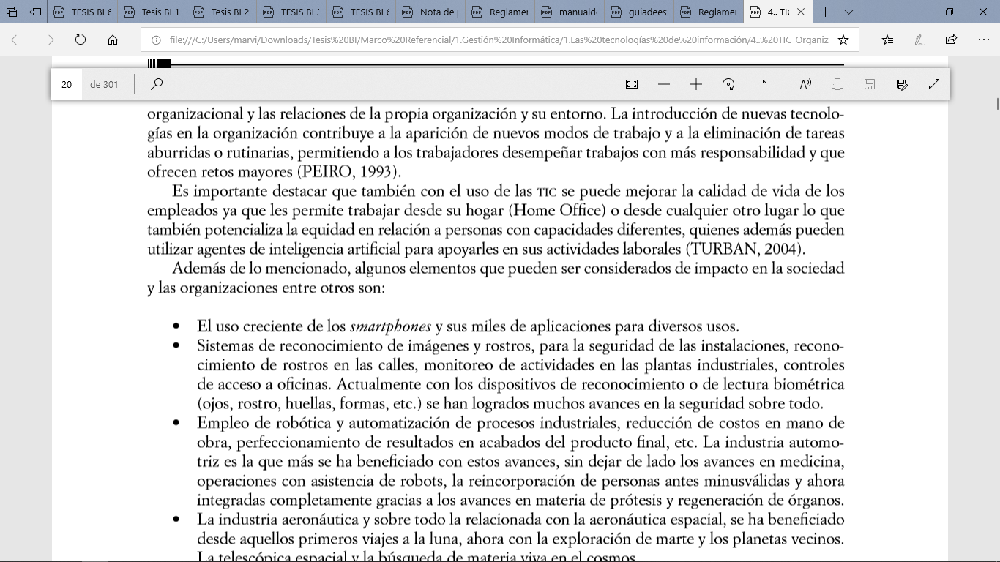 TESIS BI 6
Tesis BI 1
Tesis BI 2
TESIS BI 3
TESIS BI 6
Nota de p
Reglamen
manualde
guiadees
Reglamen
4.. TIC
file:///C:/Users/marvi/Downloads/Tesis%20BI/Marco%20Referencial/1.Gestión%20Informática/1.Las%20tecnologías%20de%20información/4..%20TIC-Organiz
20 de 301
organizacional y las relaciones de la propia organización y su entorno. La introducción de nuevas tecnolo-
gías en la organización contribuye a la aparición de nuevos modos de trabajo y a la eliminación de tareas
aburridas o rutinarias, permitiendo a los trabajadores desempeñar trabajos con más responsabilidad y que
ofrecen retos mayores (PEIRO, 1993).
Es importante destacar que también con el uso de las TIC se puede mejorar la calidad de vida de los
empleados ya que les permite trabajar desde su hogar (Home Office) o desde cualquier otro lugar lo que
también potencializa la equidad en relación a personas con capacidades diferentes, quienes además pueden
utilizar agentes de inteligencia artificial para apoyarles en sus actividades laborales (TURBAN, 2004).
Además de lo mencionado, algunos elementos que pueden ser considerados de impacto en la sociedad
y las organizaciones entre otros son:
• El uso creciente de los smartphones y sus miles de aplicaciones para diversos usos.
• Sistemas de reconocimiento de imágenes y rostros, para la seguridad de las instalaciones, recono-
cimiento de rostros en las calles, monitoreo de actividades en las plantas industriales, controles
de acceso a oficinas. Actualmente con los dispositivos de reconocimiento o de lectura biométrica
(ojos, rostro, huellas, formas, etc.) se han logrados muchos avances en la seguridad sobre todo.
• Empleo de robótica y automatización de procesos industriales, reducción de costos en mano de
obra, perfeccionamiento de resultados en acabados del producto final, etc. La industria automo-
triz es la que más se ha beneficiado con estos avances, sin dejar de lado los avances en medicina,
operaciones con asistencia de robots, la reincorporación de personas antes minusválidas y ahora
integradas completamente gracias a los avances en materia de prótesis y regeneración de órganos.
• La industria aeronáutica y sobre todo la relacionada con la aeronáutica espacial, se ha beneficiado
desde aquellos primeros viajes a la luna, ahora con la exploración de marte y los planetas vecinos.
La telescópica espacial y la búsqueda de materia viva en el cosmos.